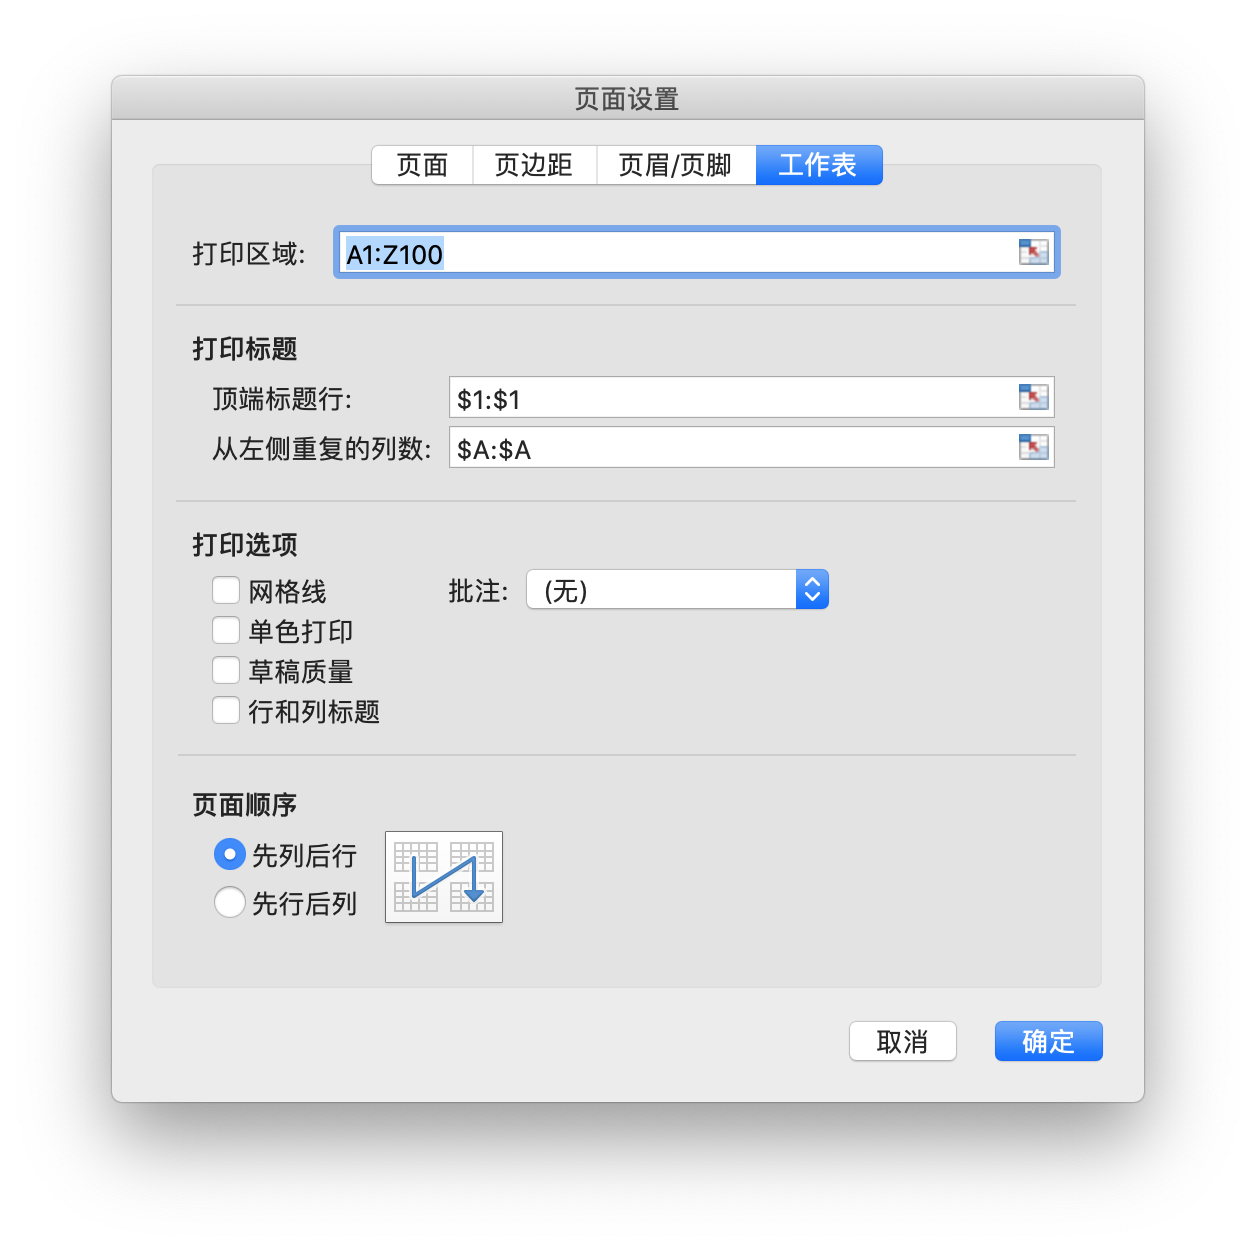 页面设置
页面 页边距 页眉/页脚 工作表
打印区域: A1:Z100
打印标题
顶端标题行: $1:$1
从左侧重复的列数: $A:$A
打印选项
网格线 批注: (无)
单色打印
草稿质量
行和列标题
页面顺序
先列后行
先行后列
取消 确定